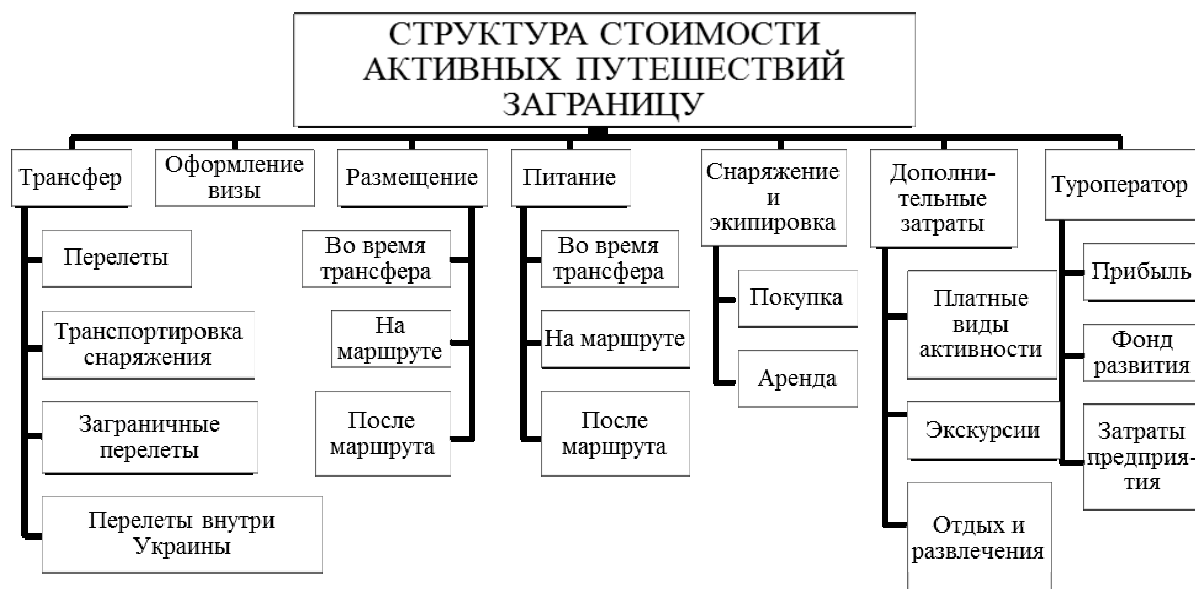 СТРУКТУРА СТОИМОСТИ
АКТИВНЫХ ПУТЕШЕСТВИЙ
ЗАГРАНИЦУ
Трансфер
Перелеты
Транспортировка
снаряжения
Заграничные
перелеты
Перелеты внутри
Украины
Оформление
визы
Размещение
Во время
трансфера
На
маршруте
После
маршрута
Питание
Во время
трансфера
На маршруте
После
маршрута
Снаряжение
и
экипировка
Покупка
Аренда
Дополни-
тельные
затраты
Платные
виды
активности
Экскурсии
Отдых и
развлечения
Туроператор
Прибыль
Фонд
развития
Затраты
предприя-
тия